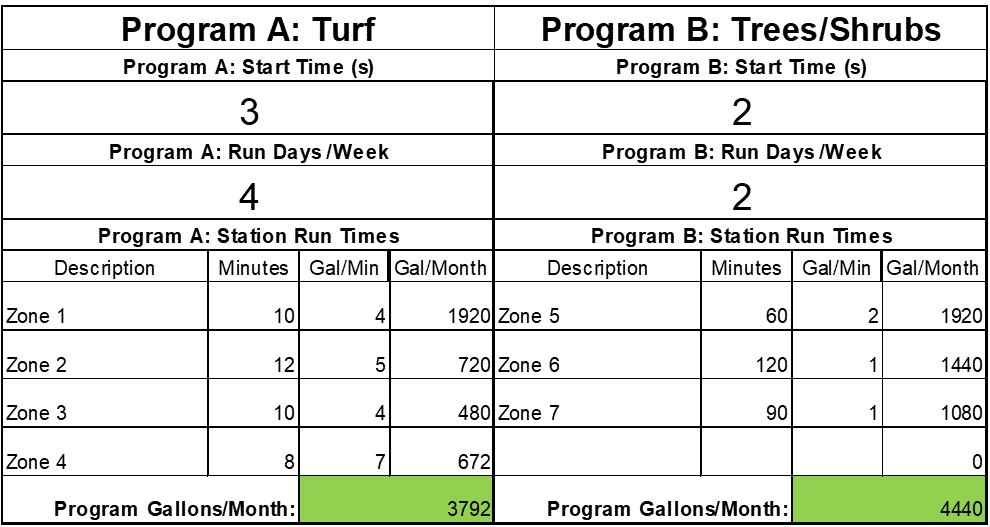 Program A: Turf Program B: Trees/Shrubs
Program A: Start Time (s) Program B: Start Time (s)
3 2
Program A: Run Days /Week Program B: Run Days /Week
4 2
Program A: Station Run Times Program B: Station Run Times
Description Minutes Gal/Min Gal/Month Description Minutes Gal/Min Gal/Month
Zone 1 10 4 1920 Zone 5 60 2 1920
Zone 2 12 5 720 Zone 6 120 1 1440
Zone 3 10 4 480 Zone 7 90 1 1080
Zone 4 8 7 672 0
Program Gallons/Month: 3792 Program Gallons/Month: 4440